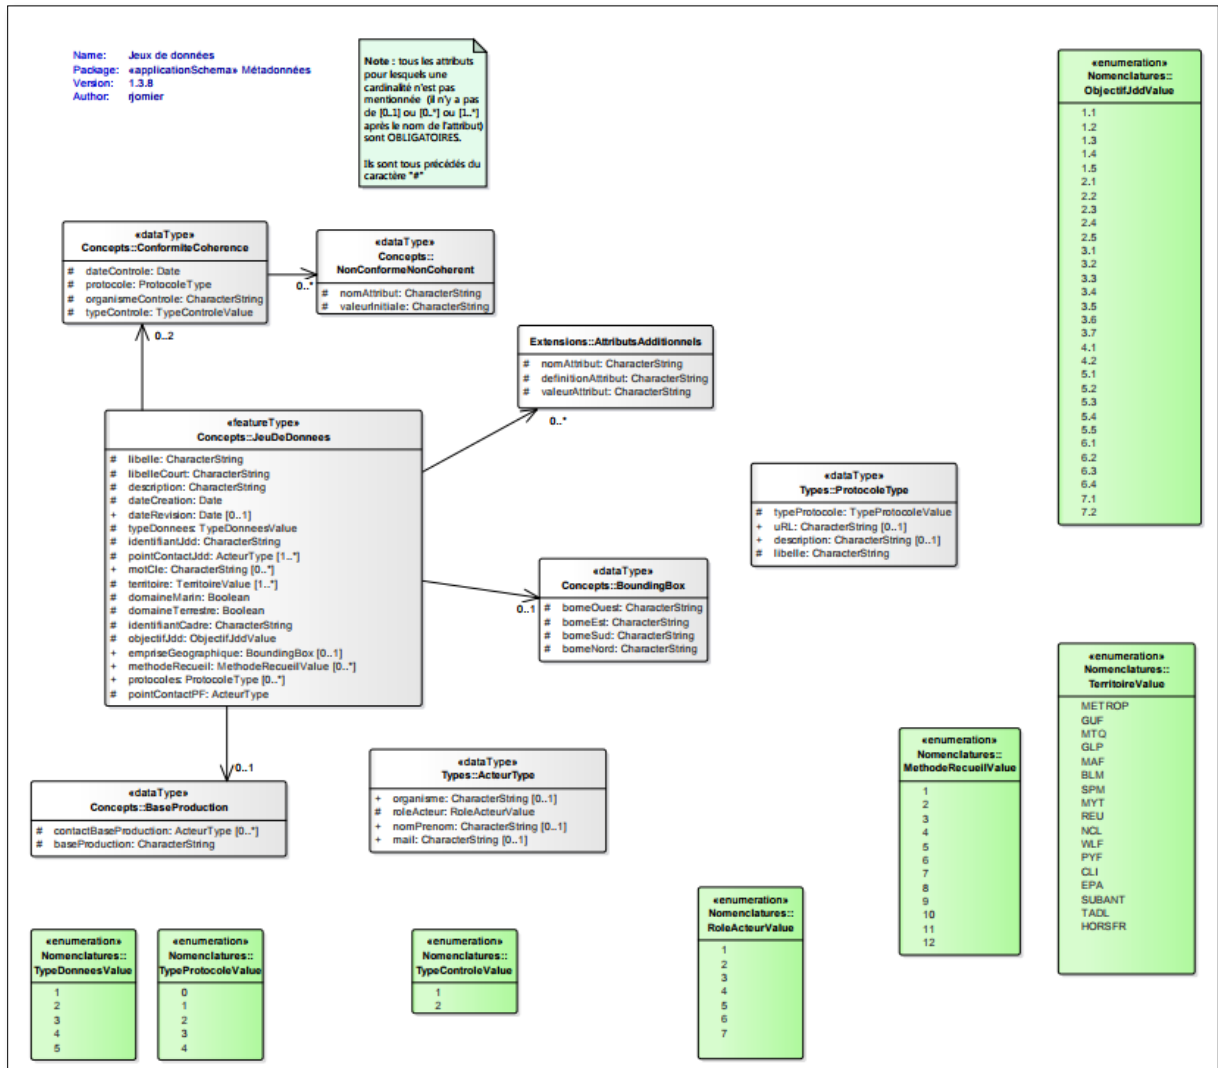 Name: Jeux de données
Package: «applicationSchema» Métadonnées
Version: 1.3.8
Author: rjomier
Note : tous les attributs
pour lesquels une
cardinalité n'est pas
mentionnée (il n'y a pas
de [0..1] ou [0..*] ou [1..*]
après le nom de l'attribut)
sont OBLIGATOIRES.
Ils sont tous précédés du
caractère "#"
«enumeration»
Nomenclatures::
ObjectifJddValue
1.1
1.2
1.3
1.4
1.5
2.1
2.2
2.3
2.4
2.5
3.1
3.2
3.3
3.4
3.5
3.6
3.7
4.1
4.2
5.1
5.2
5.3
5.4
5.5
6.1
6.2
6.3
6.4
7.1
7.2
«dataType»
Concepts::ConformiteCoherence
# dateControle: Date
# protocole: ProtocoleType
# organismeControle: CharacterString
# typeControle: TypeControleValue
0..*
«dataType»
Concepts::
NonConformeNonCoherent
# nomAttribut: CharacterString
# valeurInitiale: CharacterString
0..2
Extensions::AttributsAdditionnels
# nomAttribut: CharacterString
# definitionAttribut: CharacterString
# valeurAttribut: CharacterString
0..*
«featureType»
Concepts::JeuDeDonnees
# libelle: CharacterString
# libelleCourt: CharacterString
# description: CharacterString
# dateCreation: Date
+ dateRevision: Date [0..1]
# typeDonnees: TypeDonneesValue
# identifiantJdd: CharacterString
# pointContactJdd: ActeurType [1..*]
+ motCle: CharacterString [0..*]
# territoire: TerritoireValue [1..*]
# domaineMarin: Boolean
# domaineTerrestre: Boolean
# identifiantCadre: CharacterString
# objectifJdd: ObjectifJddValue
+ empriseGeographique: BoundingBox [0..1]
+ methodeRecueil: MethodeRecueilValue [0..*]
+ protocoles: ProtocoleType [0..*]
# pointContactPF: ActeurType
«dataType»
Types::ProtocoleType
# typeProtocole: TypeProtocoleValue
+ uRL: CharacterString [0..1]
+ description: CharacterString [0..1]
# libelle: CharacterString
0..1
«dataType»
Concepts::BoundingBox
# borneOuest: CharacterString
# borneEst: CharacterString
# borneSud: CharacterString
# borneNord: CharacterString
«enumeration»
Nomenclatures::
TerritoireValue
METROP
GUF
MTQ
GLP
MAF
BLM
SPM
MYT
REU
NCL
WLF
PYF
CLI
EPA
SUBANT
TADL
HORSFR
0..1
«dataType»
Concepts::BaseProduction
# contactBaseProduction: ActeurType [0..*]
# baseProduction: CharacterString
«dataType»
Types::ActeurType
+ organisme: CharacterString [0..1]
# roleActeur: RoleActeurValue
+ nomPrenom: CharacterString [0..1]
+ mail: CharacterString [0..1]
«enumeration»
Nomenclatures::
MethodeRecueilValue
1
2
3
4
5
6
7
8
9
10
11
12
«enumeration»
Nomenclatures::
TypeDonneesValue
1
2
3
4
5
«enumeration»
Nomenclatures::
TypeProtocoleValue
0
1
2
3
4
«enumeration»
Nomenclatures::
TypeControleValue
1
2
«enumeration»
Nomenclatures::
RoleActeurValue
1
2
3
4
5
6
7